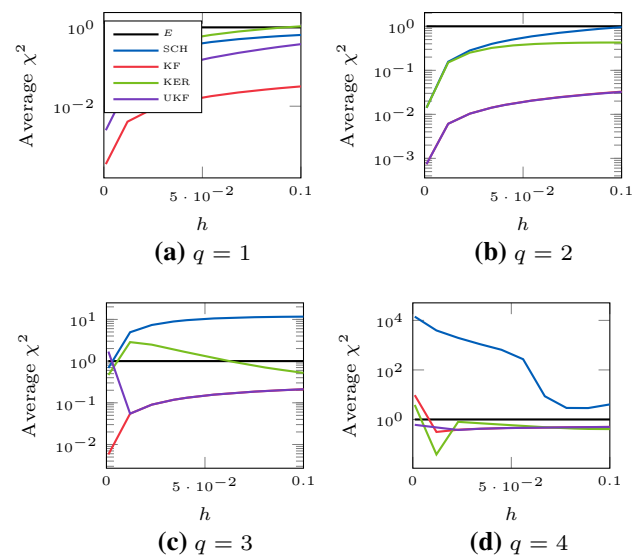 10^0
10^{-2}
Average χ^2
E
SCH
KF
KER
UKF
0
5 · 10^{-2}
0.1
h
(a) q = 1
10^0
10^{-1}
10^{-2}
10^{-3}
Average χ^2
0
5 · 10^{-2}
0.1
h
(b) q = 2
10^1
10^0
10^{-1}
10^{-2}
Average χ^2
0
5 · 10^{-2}
0.1
h
(c) q = 3
10^4
10^2
10^0
Average χ^2
0
5 · 10^{-2}
0.1
h
(d) q = 4